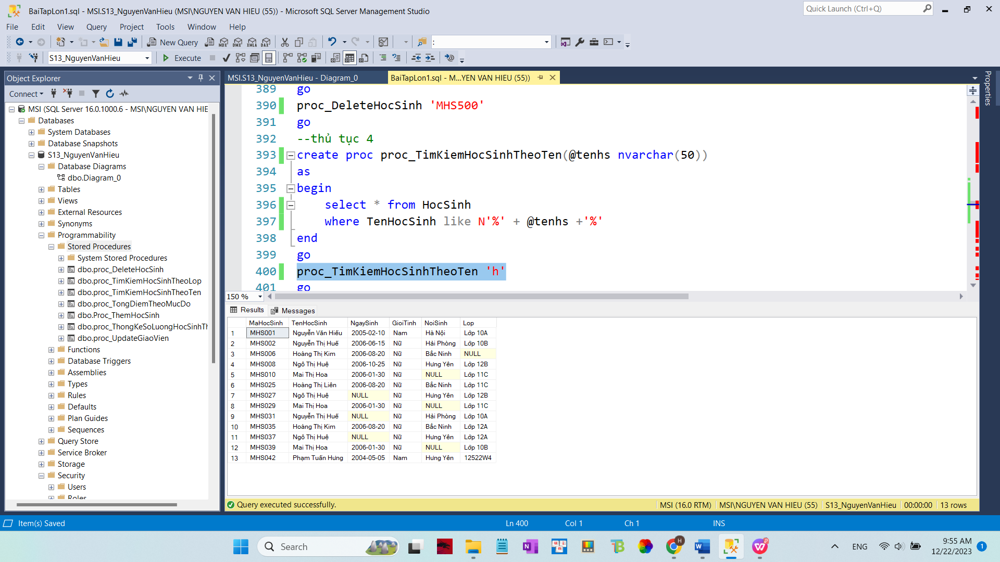 BaiTapLon1.sql - MSI.S13_NguyenVanHieu (MSI\NGUYEN VAN HIEU (55)) - Microsoft SQL Server Management Studio
Quick Launch (Ctrl+Q)
File Edit View Query Project Tools Window Help
New Query
MDX DMX XMLA DAX
:
S13_NguyenVanHieu
Execute
Object Explorer
Connect
MSI (SQL Server 16.0.1000.6 - MSI\NGUYEN VAN HIE
Databases
System Databases
Database Snapshots
S13_NguyenVanHieu
Database Diagrams
dbo.Diagram_0
Tables
Views
External Resources
Synonyms
Programmability
Stored Procedures
System Stored Procedures
dbo.proc_DeleteHocSinh
dbo.proc_TimKiemHocSinhTheoLop
dbo.proc_TimKiemHocSinhTheoTen
dbo.proc_TongDiemTheoMucDo
dbo.Proc_ThemHocSinh
dbo.proc_ThongKeSoLuongHocSinhTh
dbo.proc_UpdateGiaoVien
Functions
Database Triggers
Assemblies
Types
Rules
Defaults
Plan Guides
Sequences
Query Store
Service Broker
Storage
Security
Users
Roles
MSI.S13_NguyenVanHieu - Diagram_0
BaiTapLon1.sql - M...YEN VAN HIEU (55))
Properties
389 go
390 proc_DeleteHocSinh 'MHS500'
391 go
392 --thủ tục 4
393 create proc proc_TimKiemHocSinhTheoTen(@tenhs nvarchar(50))
394 as
395 begin
396 select * from HocSinh
397 where TenHocSinh like N'%' + @tenhs +'%'
398 end
399 go
400 proc_TimKiemHocSinhTheoTen 'h'
401 go
150 %
Results Messages
MaHocSinh TenHocSinh NgaySinh GioiTinh NoiSinh Lop
1 MHS001 Nguyễn Văn Hiếu 2005-02-10 Nam Hà Nội Lớp 10A
2 MHS002 Nguyễn Thị Huế 2006-06-15 Nữ Hải Phòng Lớp 10B
3 MHS006 Hoàng Thị Kim 2006-08-20 Nữ Bắc Ninh NULL
4 MHS008 Ngô Thị Huệ 2006-10-25 Nữ Hưng Yên Lớp 12B
5 MHS010 Mai Thị Hoa 2006-01-30 Nữ NULL Lớp 11C
6 MHS025 Hoàng Thị Liên 2006-08-20 Nữ Bắc Ninh Lớp 11C
7 MHS027 Ngô Thị Huệ NULL Nữ Hưng Yên Lớp 12B
8 MHS029 Mai Thị Hoa 2006-01-30 Nữ NULL Lớp 11C
9 MHS031 Nguyễn Thị Huế NULL Nữ Hải Phòng Lớp 10A
10 MHS035 Hoàng Thị Kim 2006-08-20 Nữ Bắc Ninh Lớp 12A
11 MHS037 Ngô Thị Huệ NULL Nữ Hưng Yên Lớp 12A
12 MHS039 Mai Thị Hoa 2006-01-30 Nữ NULL Lớp 10B
13 MHS042 Phạm Tuấn Hưng 2004-05-05 Nam Hưng Yên 12522W4
Query executed successfully.
MSI (16.0 RTM) MSI\NGUYEN VAN HIEU (55) S13_NguyenVanHieu 00:00:00 13 rows
Item(s) Saved
Ln 400 Col 1 Ch 1 INS
Search
ENG
9:55 AM
12/22/2023
1